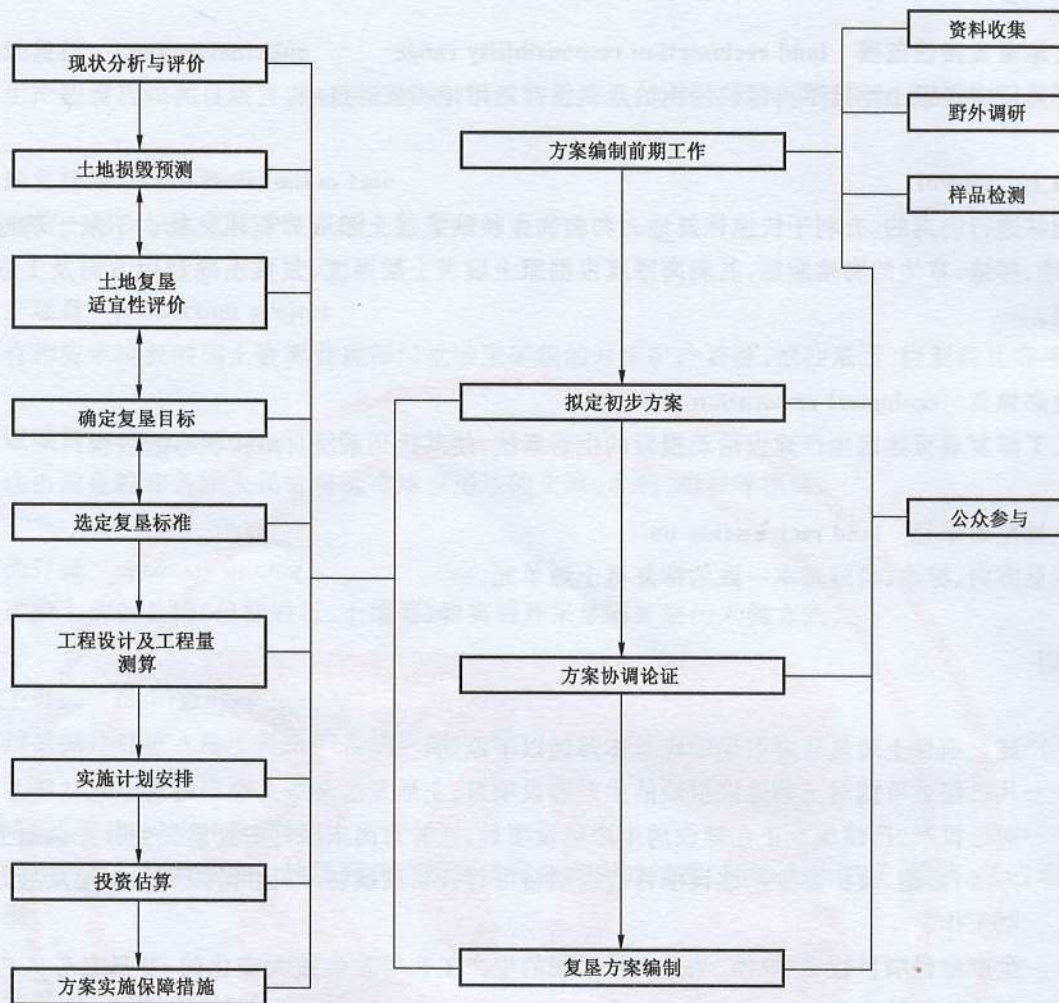 现状分析与评价
土地损毁预测
土地复垦
适宜性评价
确定复垦目标
选定复垦标准
工程设计及工程量
测算
实施计划安排
投资估算
方案实施保障措施
方案编制前期工作
拟定初步方案
方案协调论证
复垦方案编制
资料收集
野外调研
样品检测
公众参与